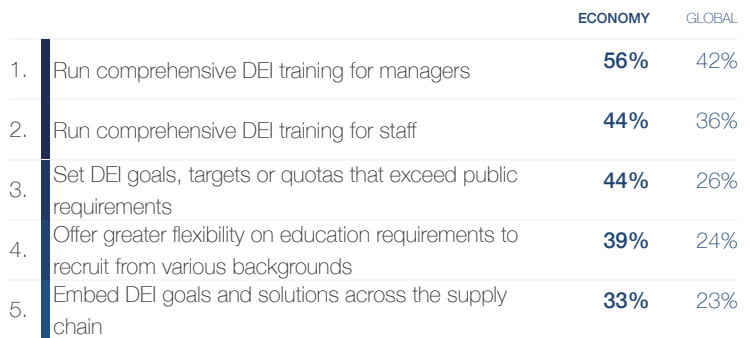 ECONOMY GLOBAL
1. Run comprehensive DEI training for managers 56% 42%
2. Run comprehensive DEI training for staff 44% 36%
3. Set DEI goals, targets or quotas that exceed public
requirements 44% 26%
4. Offer greater flexibility on education requirements to
recruit from various backgrounds 39% 24%
5. Embed DEI goals and solutions across the supply
chain 33% 23%